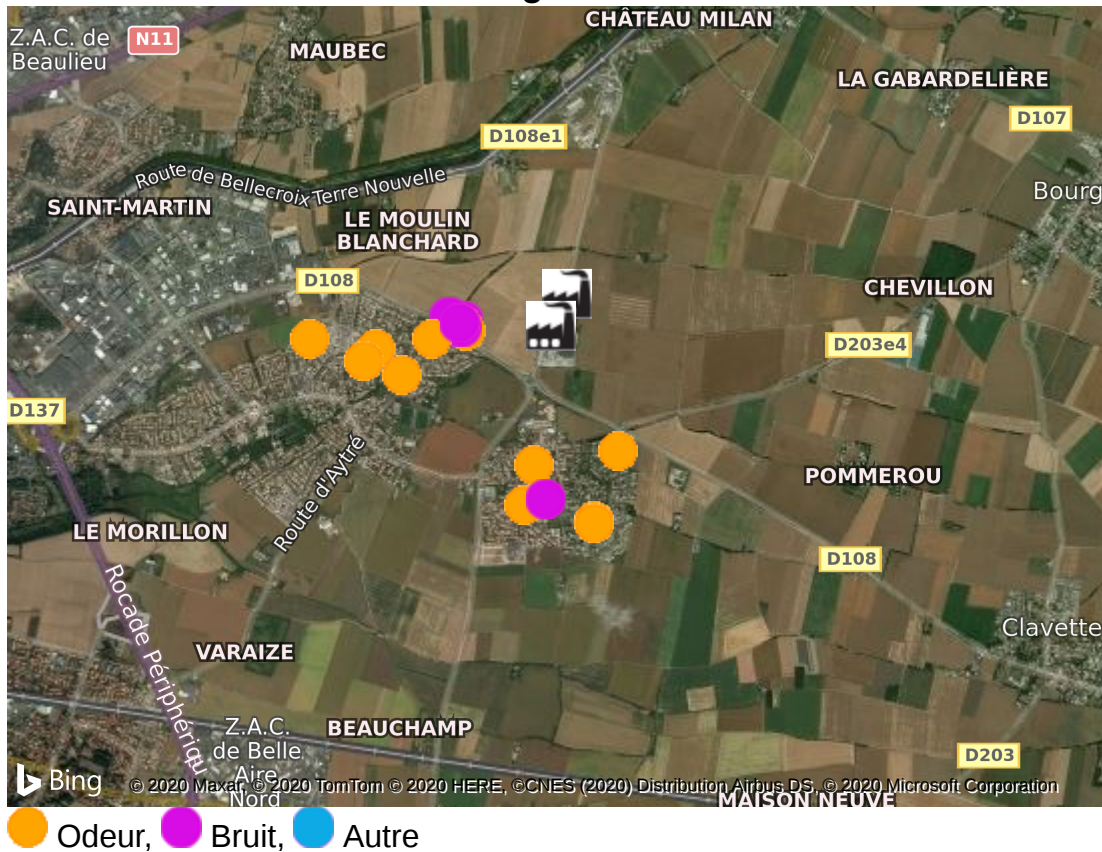 CHÂTEAU MILAN
Z.A.C. de
Beaulieu
N11
MAUBEC
LA GABARDELIÈRE
D107
D108e1
Route de Bellecroix
Terre Nouvelle
Bourg
SAINT-MARTIN
LE MOULIN
BLANCHARD
D108
CHEVILLON
D203e4
D137
Route d'Aytré
POMMEROU
LE MORILLON
D108
Rocade Périphériqu
Clavette
VARAIZE
Z.A.C.
de Belle
Aire
Nord
BEAUCHAMP
D203
Bing
© 2020 Maxar, © 2020 TomTom © 2020 HERE, ©CNES (2020) Distribution Airbus DS, © 2020 Microsoft Corporation
MAISON NEUVE
Odeur, Bruit, Autre